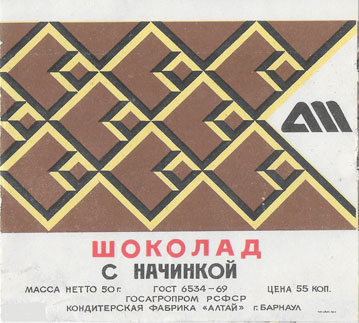 ШОКОЛАД
С НАЧИНКОЙ
МАССА НЕТТО 50 г. ГОСТ 6534-69 ЦЕНА 55 КОП.
ГОСАГРОПРОМ РСФСР
КОНДИТЕРСКАЯ ФАБРИКА «АЛТАЙ» г. БАРНАУЛ